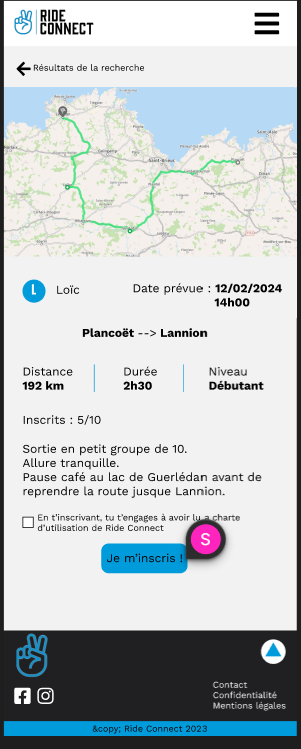 RIDE
CONNECT
Résultats de la recherche
Saint-Brieuc
L
Loïc
Date prévue : 12/02/2024
14h00
Plancoët --> Lannion
Distance
192 km
Durée
2h30
Niveau
Débutant
Inscrits : 5/10
Sortie en petit groupe de 10.
Allure tranquille.
Pause café au lac de Guerlédan avant de
reprendre la route jusque Lannion.
En t'inscrivant, tu t'engages à avoir lu la charte
d'utilisation de Ride Connect
S
Je m'inscris !
Contact
Confidentialité
Mentions légales
&copy; Ride Connect 2023